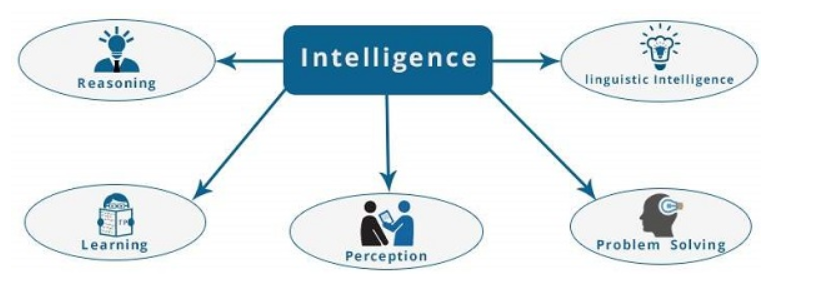 Intelligence
Reasoning
linguistic Intelligence
Learning
Perception
Problem Solving